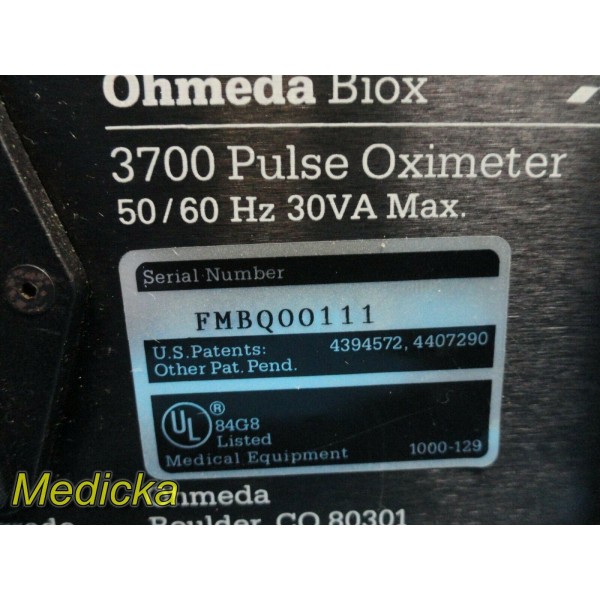 Ohmeda Biox
3700 Pulse Oximeter
50/60 Hz 30VA Max.
Serial Number
FMBQ00111
U.S. Patents: 4394572, 4407290
Other Pat. Pend.
UL ®
84G8
Listed
Medical Equipment 1000-129
Medicka
Ohmeda
Boulder, CO 80301